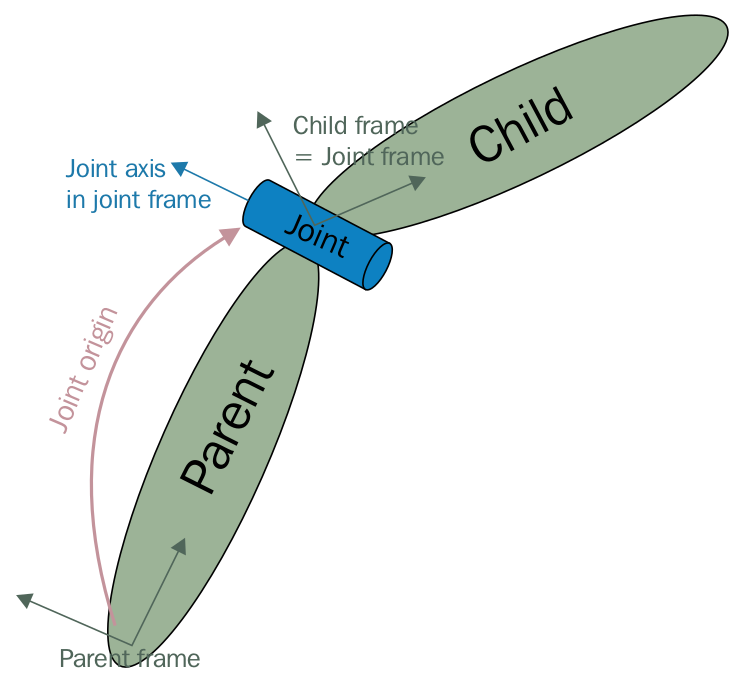 Child
Child frame
= Joint frame
Joint axis
in joint frame
Joint
Joint origin
Parent
Parent frame